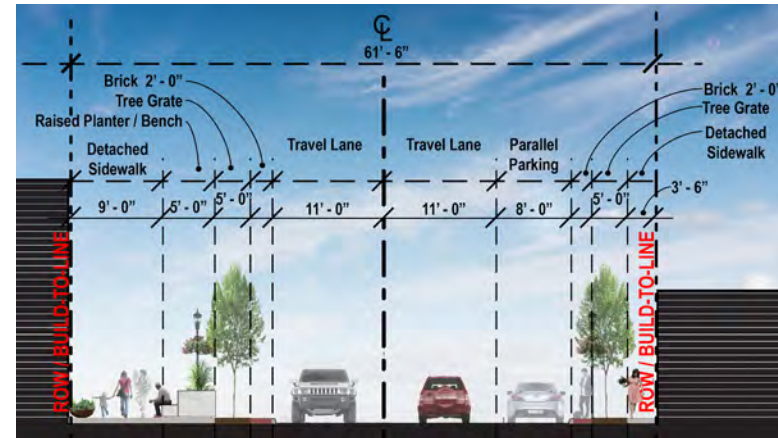 ℄
61' - 6"
Brick 2' - 0"
Tree Grate
Raised Planter / Bench
Detached
Sidewalk
Travel Lane
Travel Lane
Parallel
Parking
Brick 2' - 0"
Tree Grate
Detached
Sidewalk
9' - 0"
5' - 0"
5' - 0"
11' - 0"
11' - 0"
8' - 0"
5' - 0"
3' - 6"
ROW / BUILD-TO-LINE
ROW / BUILD-TO-LINE